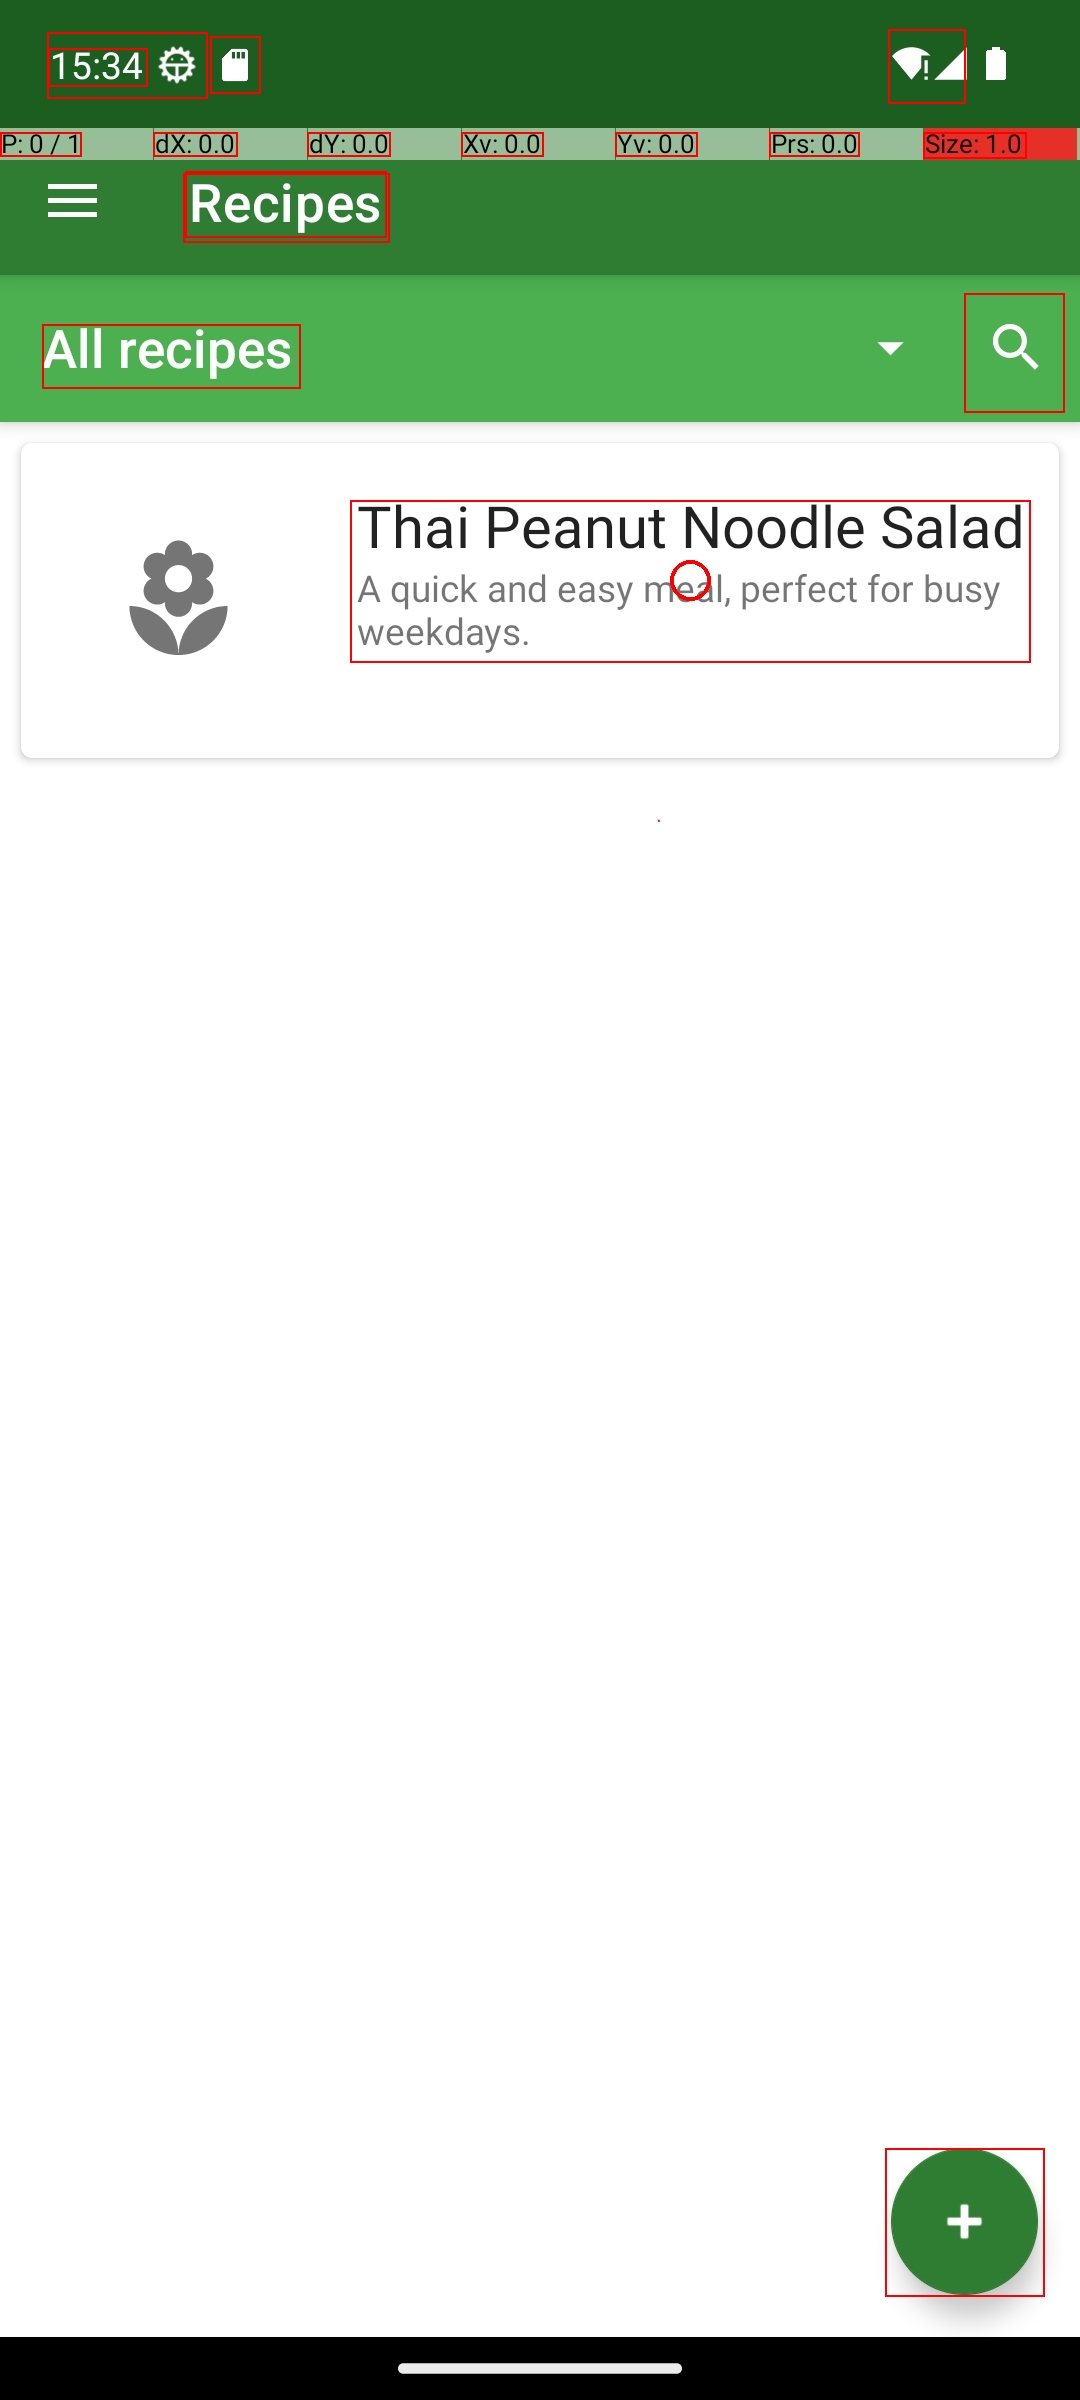 15:34
P: 0 / 1 dX: 0.0 dY: 0.0 Xv: 0.0 Yv: 0.0 Prs: 0.0 Size: 1.0
Recipes
All recipes
Thai Peanut Noodle Salad
A quick and easy meal, perfect for busy
weekdays.